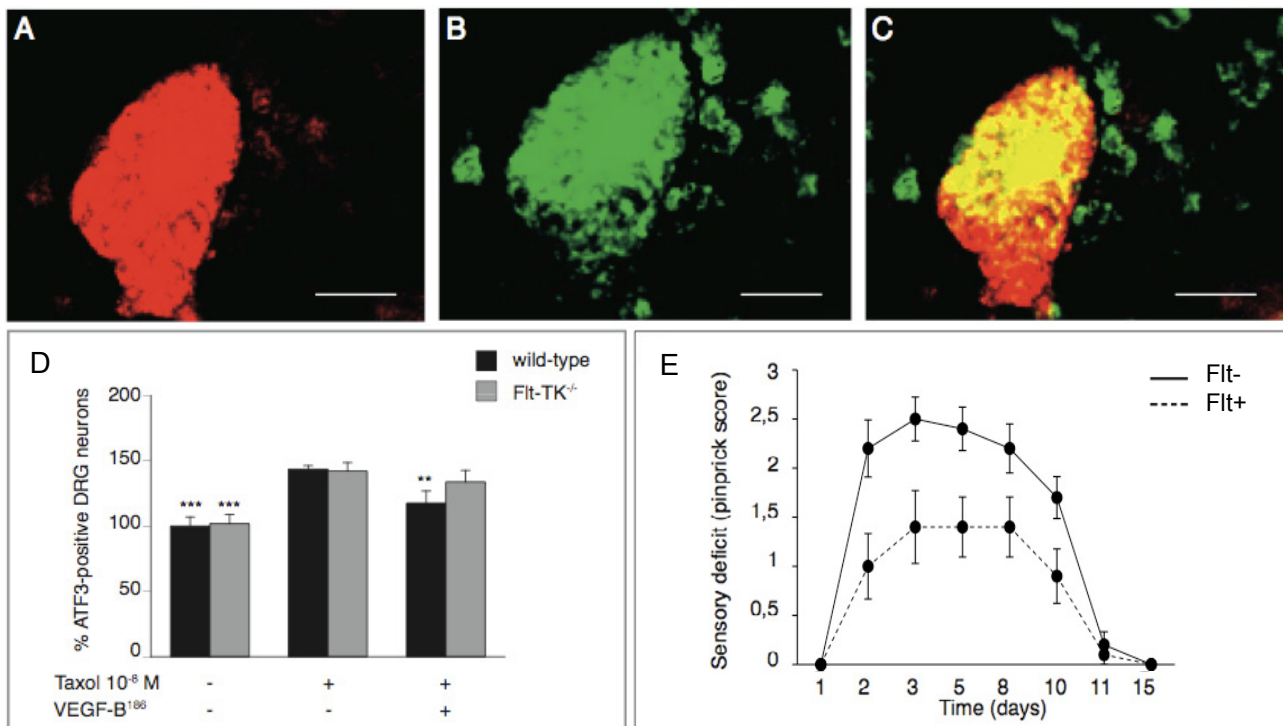 A
B
C
D
wild-type
Flt-TK-/-
% ATF3-positive DRG neurons
200
150
100
50
0
***
***
**
Taxol 10-8 M - + +
VEGF-B186 - - +
E
Flt-
Flt+
Sensory deficit (pinprick score)
3
2,5
2
1,5
1
0,5
0
1 2 3 5 8 10 11 15
Time (days)